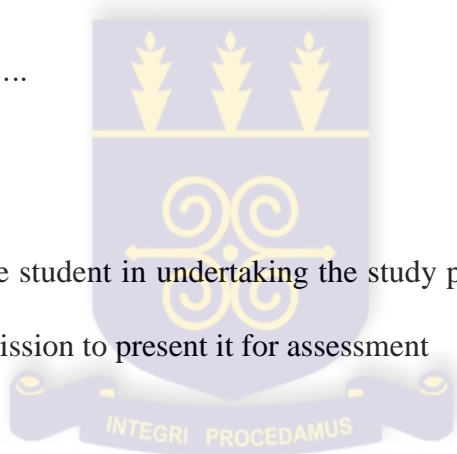 ….
e student in undertaking the study p
ission to present it for assessment
INTEGRI PROCEDAMUS